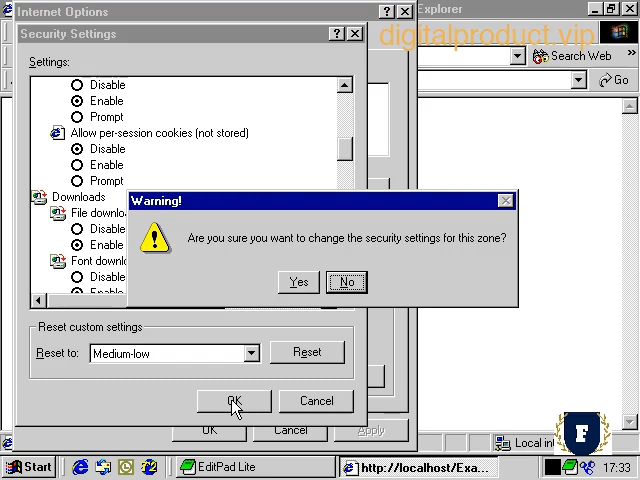 Internet Options
Explorer
Security Settings
digitalproduct.vip
Search Web
Settings:
Go
Disable
Enable
Prompt
Allow per-session cookies (not stored)
Disable
Enable
Prompt
Downloads
Warning!
File downlo
Disable
Are you sure you want to change the security settings for this zone?
Enable
Font downl
Disable
Yes
No
Enable
Reset custom settings
Reset to:
Medium-low
Reset
OK
Cancel
OK
Cancel
Apply
F
Local int
Start
EditPad Lite
http://localhost/Exa...
17:33